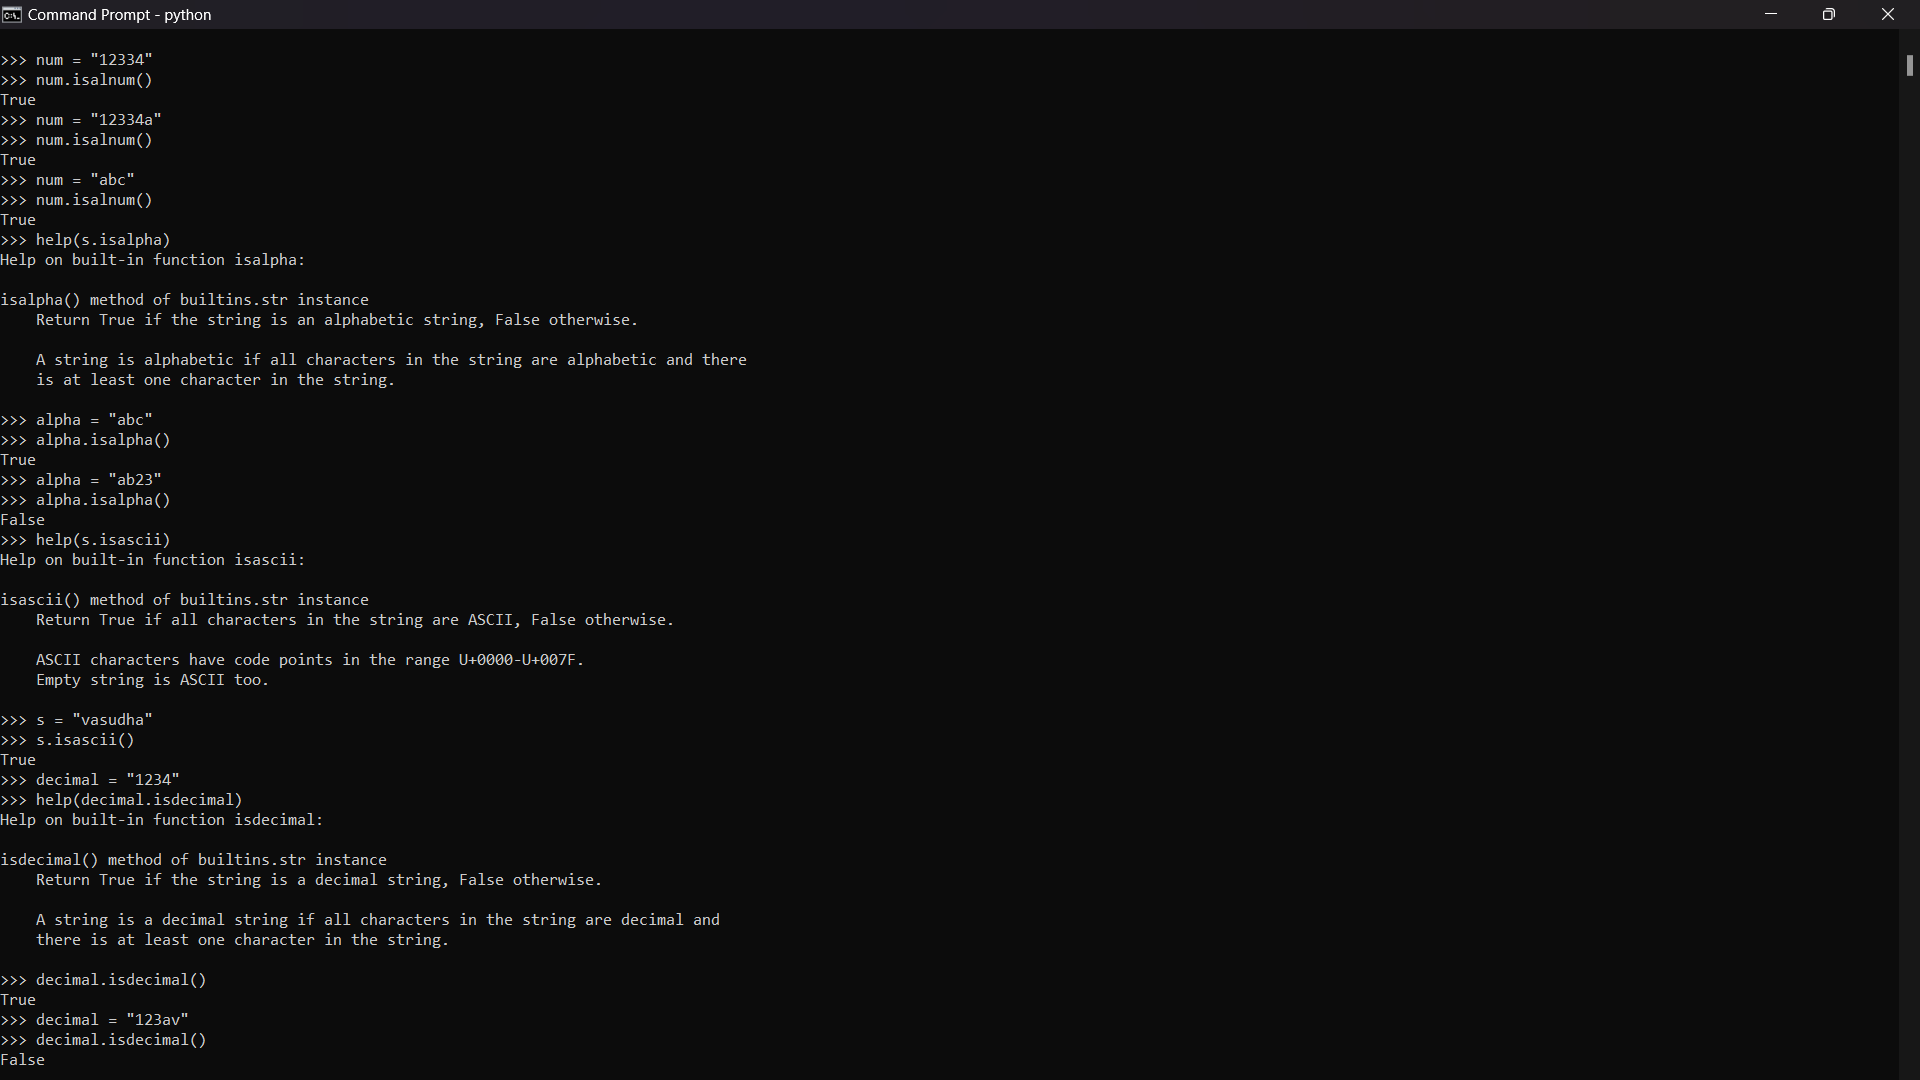 Command Prompt - python
>>> num = "12334"
>>> num.isalnum()
True
>>> num = "12334a"
>>> num.isalnum()
True
>>> num = "abc"
>>> num.isalnum()
True
>>> help(s.isalpha)
Help on built-in function isalpha:

isalpha() method of builtins.str instance
    Return True if the string is an alphabetic string, False otherwise.

    A string is alphabetic if all characters in the string are alphabetic and there
    is at least one character in the string.

>>> alpha = "abc"
>>> alpha.isalpha()
True
>>> alpha = "ab23"
>>> alpha.isalpha()
False
>>> help(s.isascii)
Help on built-in function isascii:

isascii() method of builtins.str instance
    Return True if all characters in the string are ASCII, False otherwise.

    ASCII characters have code points in the range U+0000-U+007F.
    Empty string is ASCII too.

>>> s = "vasudha"
>>> s.isascii()
True
>>> decimal = "1234"
>>> help(decimal.isdecimal)
Help on built-in function isdecimal:

isdecimal() method of builtins.str instance
    Return True if the string is a decimal string, False otherwise.

    A string is a decimal string if all characters in the string are decimal and
    there is at least one character in the string.

>>> decimal.isdecimal()
True
>>> decimal = "123av"
>>> decimal.isdecimal()
False